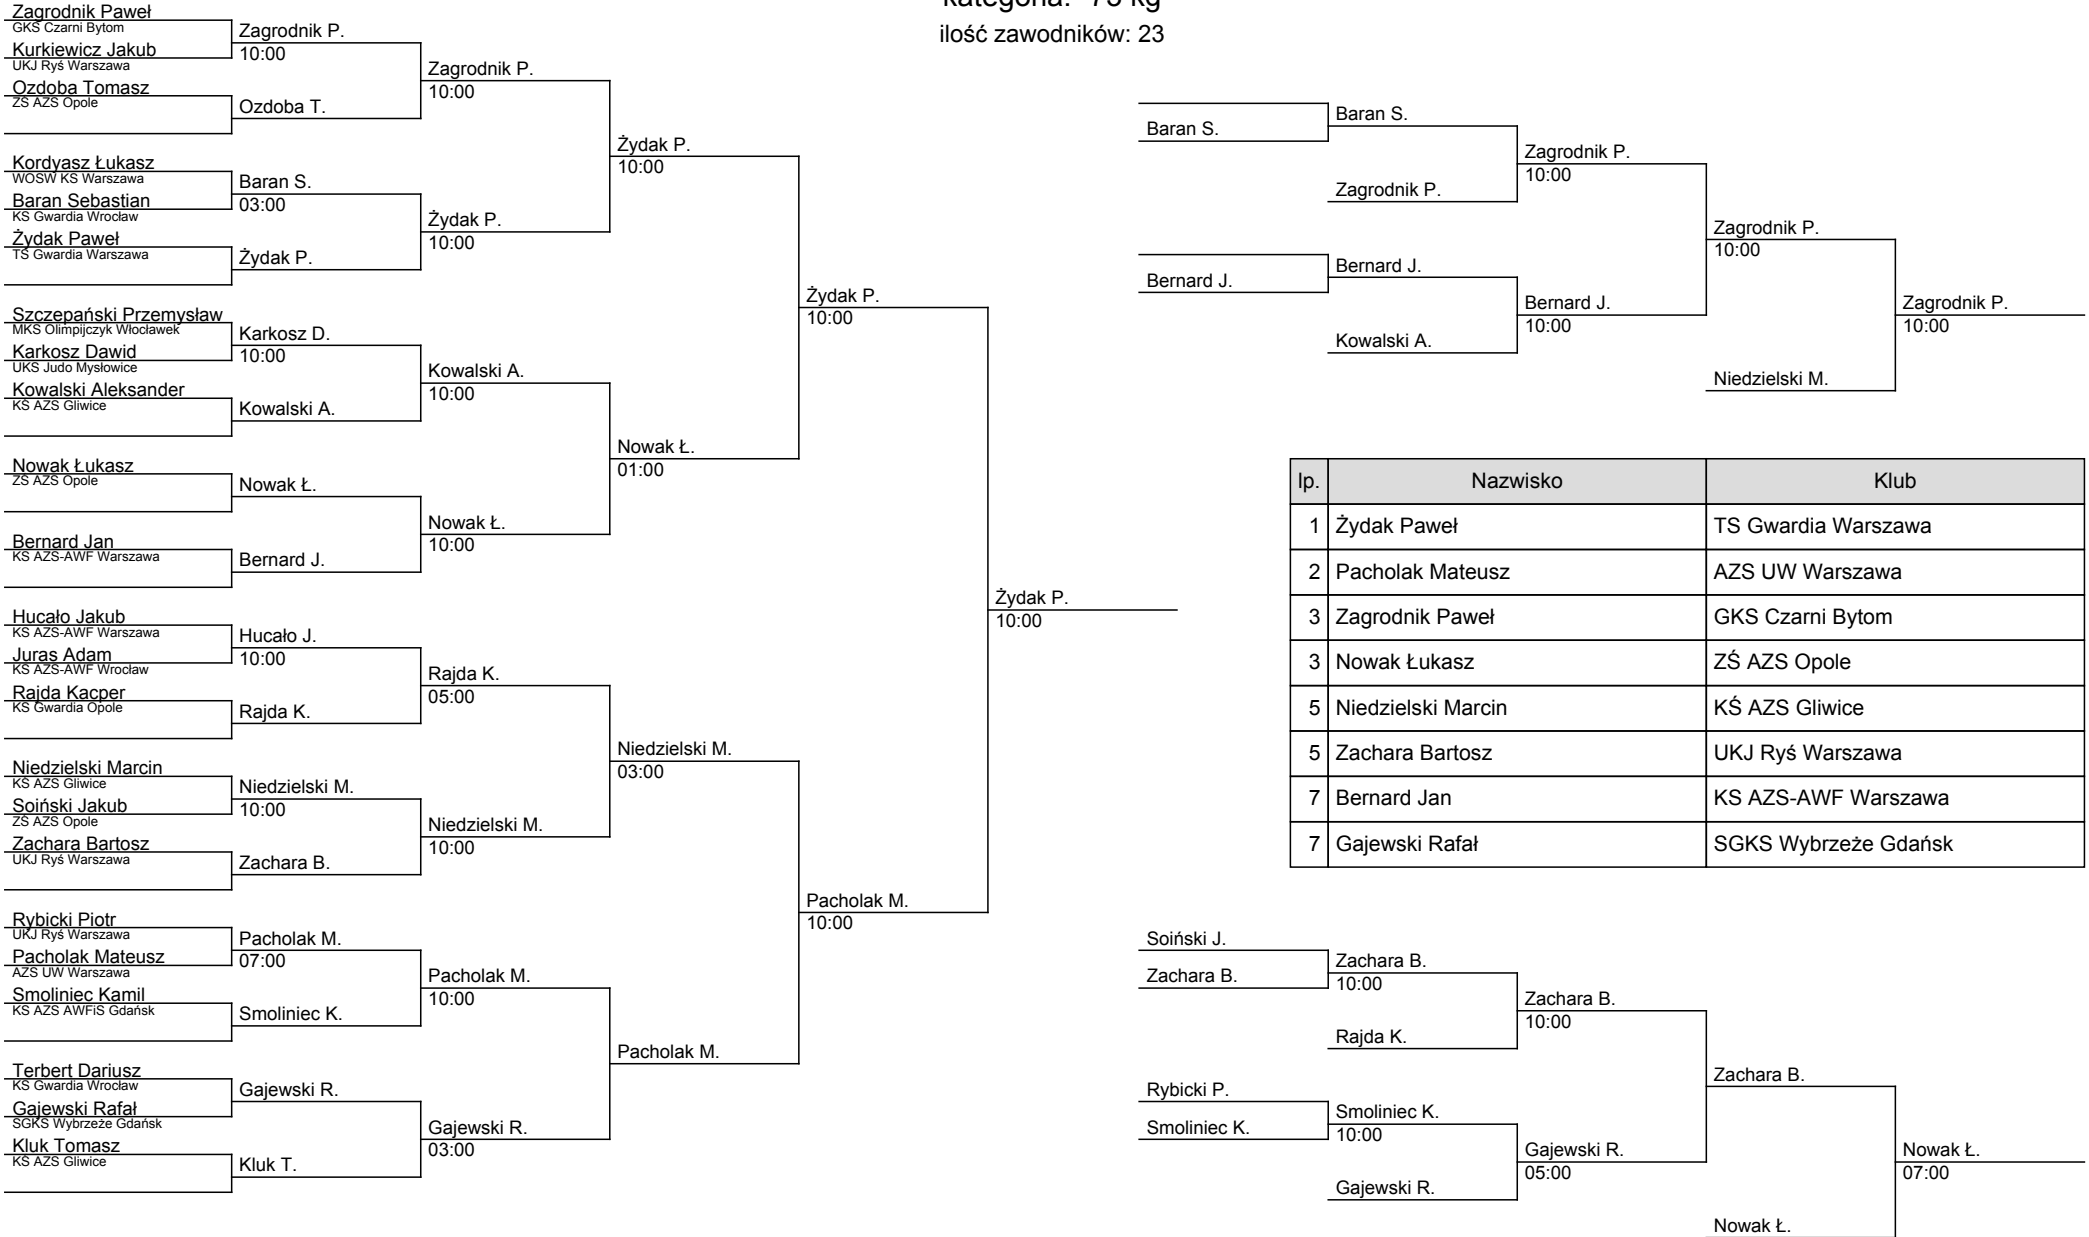 kategoria: -73 kg
ilość zawodników: 23
Zagrodnik Paweł
GKS Czarni Bytom
Kurkiewicz Jakub
UKJ Ryś Warszawa
Ozdoba Tomasz
ZŚ AZS Opole
Kordyasz Łukasz
WOSW KS Warszawa
Baran Sebastian
KS Gwardia Wrocław
Żydak Paweł
TS Gwardia Warszawa
Szczepański Przemysław
MKS Olimpijczyk Włocławek
Karkosz Dawid
UKS Judo Mysłowice
Kowalski Aleksander
KŚ AZS Gliwice
Nowak Łukasz
ZŚ AZS Opole
Bernard Jan
KS AZS-AWF Warszawa
Hucało Jakub
KS AZS-AWF Warszawa
Juras Adam
KS AZS-AWF Wrocław
Rajda Kacper
KS Gwardia Opole
Niedzielski Marcin
KŚ AZS Gliwice
Soiński Jakub
ZŚ AZS Opole
Zachara Bartosz
UKJ Ryś Warszawa
Rybicki Piotr
UKJ Ryś Warszawa
Pacholak Mateusz
AZS UW Warszawa
Smoliniec Kamil
KS AZS AWFiS Gdańsk
Terbert Dariusz
KS Gwardia Wrocław
Gajewski Rafał
SGKS Wybrzeże Gdańsk
Kluk Tomasz
KŚ AZS Gliwice
Zagrodnik P.
10:00
Ozdoba T.
Baran S.
03:00
Żydak P.
Karkosz D.
10:00
Kowalski A.
Nowak Ł.
Bernard J.
Hucało J.
10:00
Rajda K.
Niedzielski M.
10:00
Zachara B.
Pacholak M.
07:00
Smoliniec K.
Gajewski R.
Kluk T.
Zagrodnik P.
10:00
Żydak P.
10:00
Kowalski A.
10:00
Nowak Ł.
10:00
Rajda K.
05:00
Niedzielski M.
10:00
Pacholak M.
10:00
Gajewski R.
03:00
Żydak P.
10:00
Nowak Ł.
01:00
Niedzielski M.
03:00
Pacholak M.
Żydak P.
10:00
Pacholak M.
10:00
Żydak P.
10:00
Baran S.
Baran S.
Zagrodnik P.
Zagrodnik P.
10:00
Bernard J.
Bernard J.
Kowalski A.
Bernard J.
10:00
Zagrodnik P.
10:00
Niedzielski M.
Zagrodnik P.
10:00
lp. Nazwisko Klub
1 Żydak Paweł TS Gwardia Warszawa
2 Pacholak Mateusz AZS UW Warszawa
3 Zagrodnik Paweł GKS Czarni Bytom
3 Nowak Łukasz ZŚ AZS Opole
5 Niedzielski Marcin KŚ AZS Gliwice
5 Zachara Bartosz UKJ Ryś Warszawa
7 Bernard Jan KS AZS-AWF Warszawa
7 Gajewski Rafał SGKS Wybrzeże Gdańsk
Soiński J.
Zachara B.
Zachara B.
10:00
Rajda K.
Zachara B.
10:00
Rybicki P.
Smoliniec K.
Smoliniec K.
10:00
Gajewski R.
Gajewski R.
05:00
Zachara B.
Nowak Ł.
Nowak Ł.
07:00